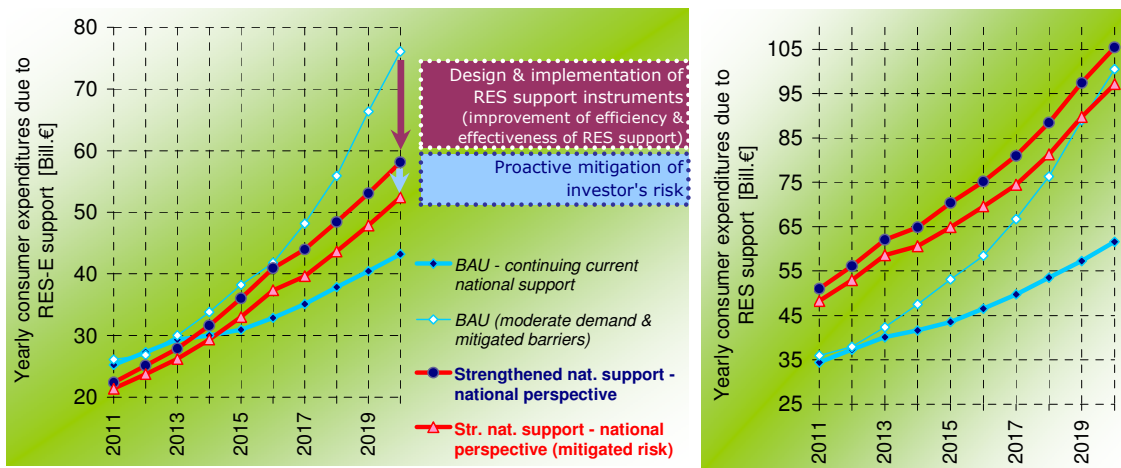 Yearly consumer expenditures due to
RES-E support [Bill.€]
80
70
60
50
40
30
20
2011
2013
2015
2017
2019
Design & implementation of
RES support instruments
(improvement of efficiency &
effectiveness of RES support)
Proactive mitigation of
investor's risk
BAU - continuing current
national support
BAU (moderate demand &
mitigated barriers)
Strengthened nat. support -
national perspective
Str. nat. support - national
perspective (mitigated risk)
Yearly consumer expenditures due to
RES support [Bill.€]
105
95
85
75
65
55
45
35
25
2011
2013
2015
2017
2019